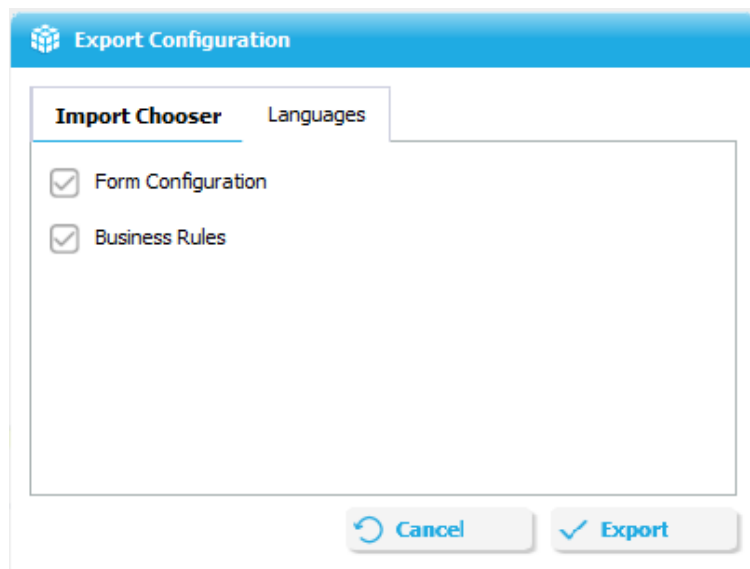 Export Configuration
Import Chooser Languages
Form Configuration
Business Rules
Cancel Export